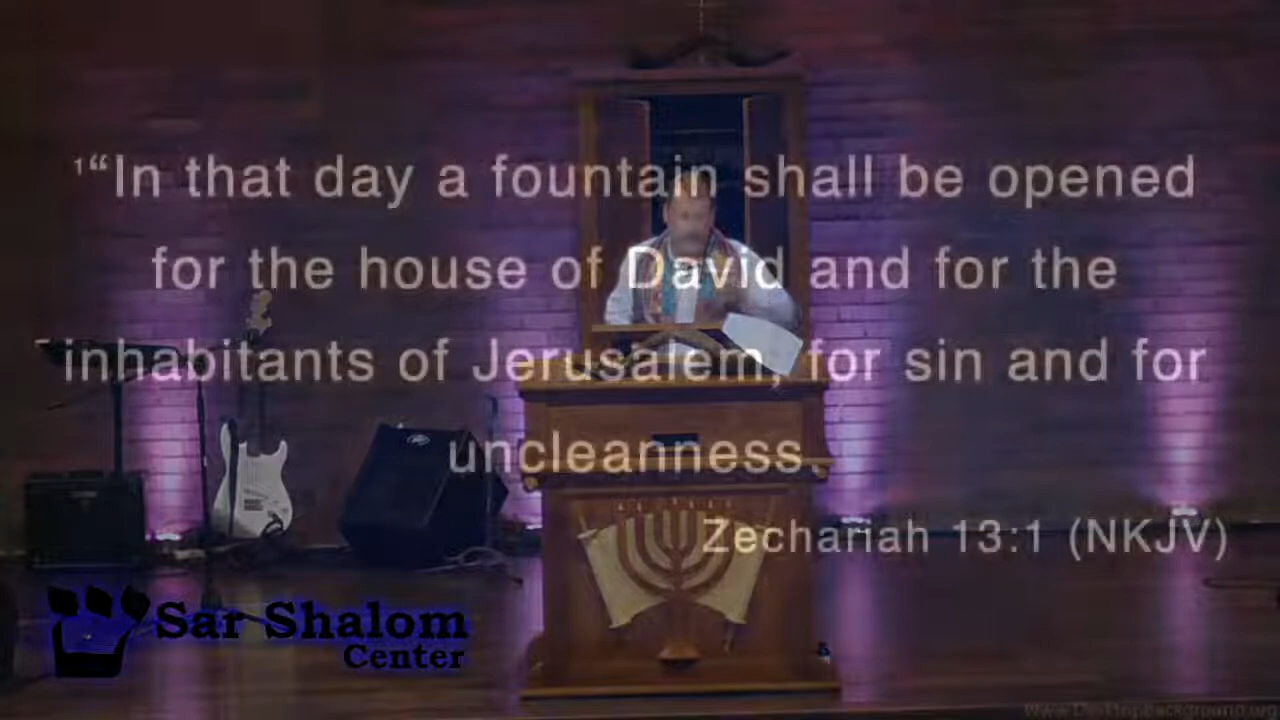 ¹“In that day a fountain shall be opened
for the house of David and for the
inhabitants of Jerusalem, for sin and for
uncleanness.
Zechariah 13:1 (NKJV)
Sar Shalom
Center